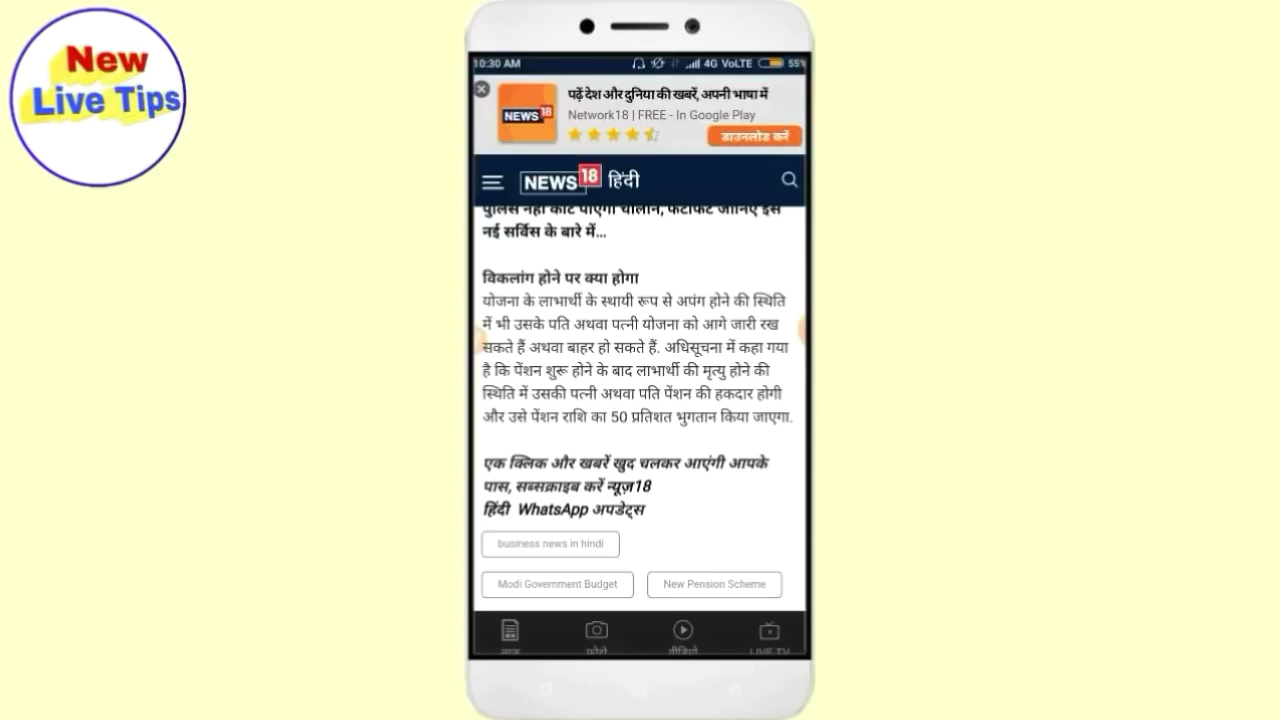 New
Live Tips
10:30 AM
4G VoLTE 55%
पढ़ें देश और दुनिया की खबरें, अपनी भाषा में
NEWS 18
Network18 | FREE - In Google Play
डाउनलोड करें
NEWS 18 हिंदी
पुलिस नहीं काट पाएगी चालान, फटाफट जानिए इस
नई सर्विस के बारे में...
विकलांग होने पर क्या होगा
योजना के लाभार्थी के स्थायी रूप से अपंग होने की स्थिति
में भी उसके पति अथवा पत्नी योजना को आगे जारी रख
सकते हैं अथवा बाहर हो सकते हैं. अधिसूचना में कहा गया
है कि पेंशन शुरू होने के बाद लाभार्थी की मृत्यु होने की
स्थिति में उसकी पत्नी अथवा पति पेंशन की हकदार होगी
और उसे पेंशन राशि का 50 प्रतिशत भुगतान किया जाएगा.
एक क्लिक और खबरें खुद चलकर आएंगी आपके
पास, सब्सक्राइब करें न्यूज़18
हिंदी WhatsApp अपडेट्स
business news in hindi
Modi Government Budget New Pension Scheme
फोटो वीडियो LIVE TV